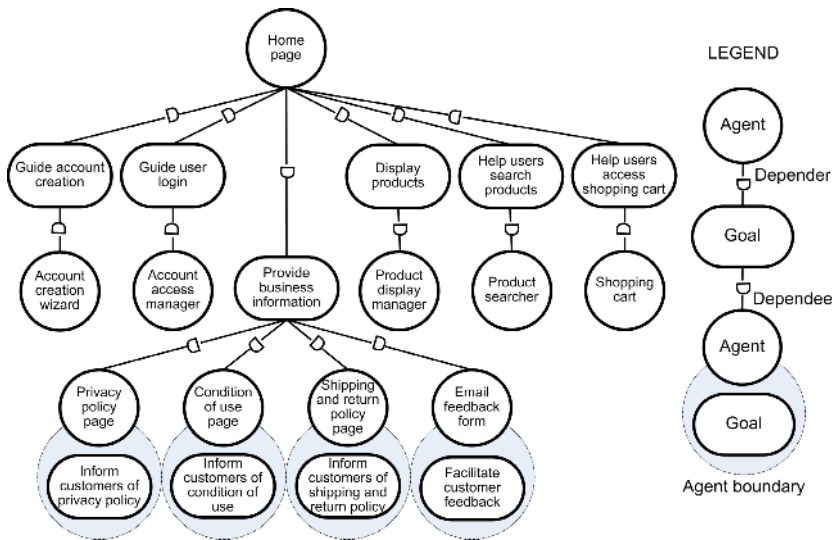 Home
page
LEGEND
Agent
Depender
Goal
Dependee
Agent
Goal
Agent boundary
Guide account
creation
Guide user
login
Display
products
Help users
search
products
Help users
access
shopping cart
Account
creation
wizard
Account
access
manager
Provide
business
information
Product
display
manager
Product
searcher
Shopping
cart
Privacy
policy
page
Condition
of use
page
Shipping
and return
policy
page
Email
feedback
form
Inform
customers of
privacy policy
Inform
customers of
condition of
use
Inform
customers of
shipping and
return policy
Facilitate
customer
feedback